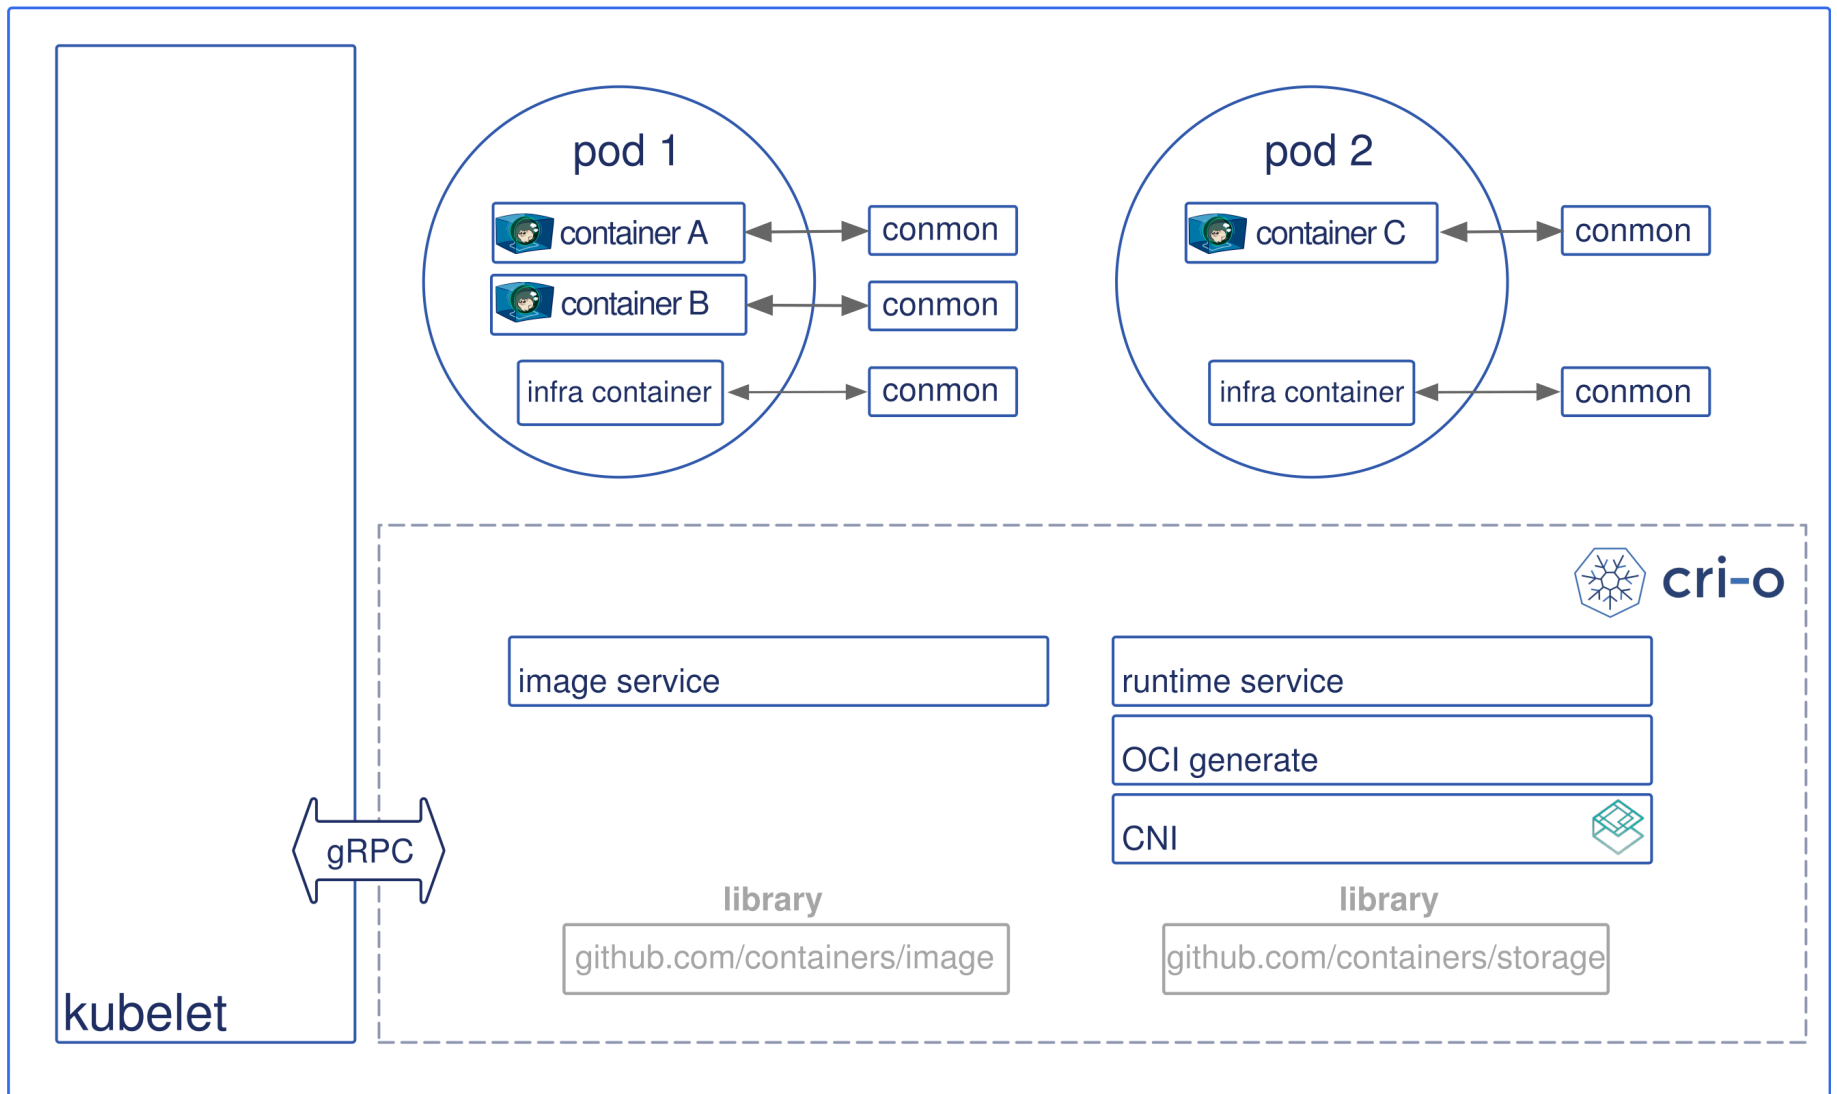 pod 1
container A
conmon
container B
conmon
infra container
conmon
pod 2
container C
conmon
infra container
conmon
cri-o
image service
runtime service
OCI generate
CNI
gRPC
library
github.com/containers/image
library
github.com/containers/storage
kubelet